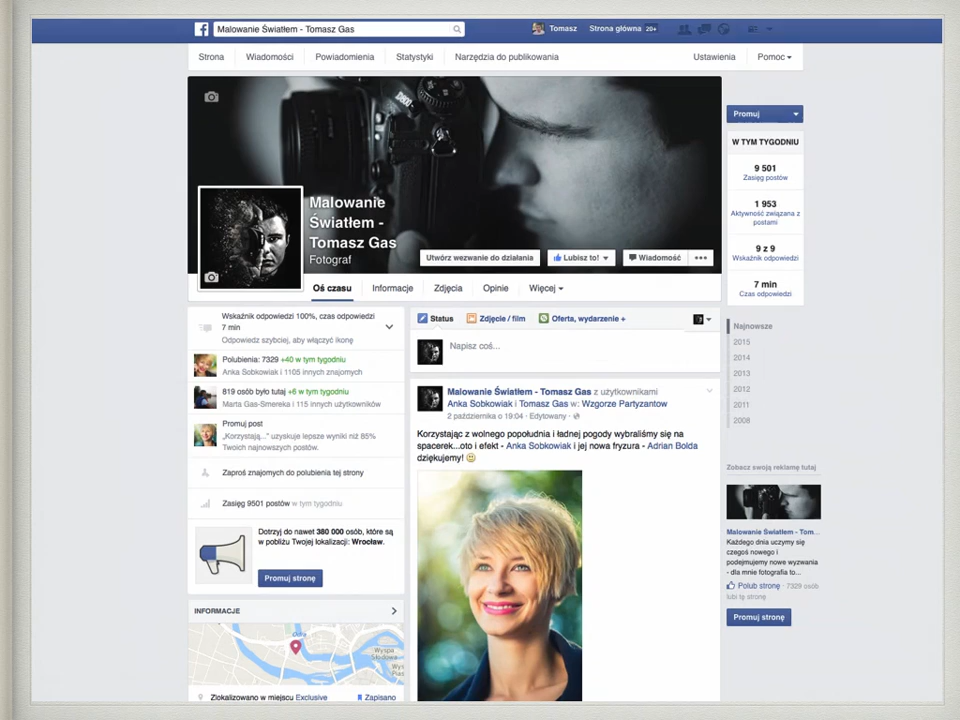 Malowanie Światłem - Tomasz Gas
Tomasz
Strona główna 20+
Strona Wiadomości Powiadomienia Statystyki Narzędzia do publikowania Ustawienia Pomoc
Malowanie
Światłem -
Tomasz Gas
Fotograf
Utwórz wezwanie do działania
Lubisz to!
Wiadomość
Oś czasu Informacje Zdjęcia Opinie Więcej
Promuj
W TYM TYGODNIU
9 501
Zasięg postów
1 953
Aktywność związana z
postami
9 z 9
Wskaźnik odpowiedzi
7 min
Czas odpowiedzi
Wskaźnik odpowiedzi 100%, czas odpowiedzi
7 min
Odpowiedz szybciej, aby włączyć ikonę
Polubienia: 7329 +40 w tym tygodniu
Anka Sobkowiak i 1105 innych znajomych
819 osób było tutaj +6 w tym tygodniu
Marta Gas-Smereka i 115 innych użytkowników
Promuj post
„Korzystają...” uzyskuje lepsze wyniki niż 85%
Twoich najnowszych postów.
Zaproś znajomych do polubienia tej strony
Zasięg 9501 postów w tym tygodniu
Dotrzyj do nawet 380 000 osób, które są
w pobliżu Twojej lokalizacji: Wrocław.
Promuj stronę
INFORMACJE
Odra
Wyspa
Słodowa
Wys
Pias
Zlokalizowano w miejscu Exclusive
Zapisano
Status Zdjęcie / film Oferta, wydarzenie +
Napisz coś...
Malowanie Światłem - Tomasz Gas z użytkownikami
Anka Sobkowiak i Tomasz Gas w: Wzgorze Partyzantow
2 października o 19:04 · Edytowany ·
Korzystając z wolnego popołudnia i ładnej pogody wybraliśmy się na
spacerek...oto i efekt - Anka Sobkowiak i jej nowa fryzura - Adrian Bolda
dziękujemy!
Najnowsze
2015
2014
2013
2012
2011
2008
Zobacz swoją reklamę tutaj
Malowanie Światłem - Tom...
Każdego dnia uczymy się
czegoś nowego i
podejmujemy nowe wyzwania
- dla mnie fotografia to...
Polub stronę · 7329 osób
lubi tę stronę
Promuj stronę